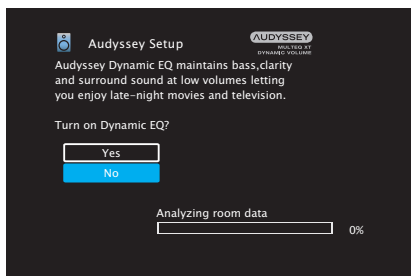 Audyssey Setup
AUDYSSEY
MULTEQ XT
DYNAMIC VOLUME
Audyssey Dynamic EQ maintains bass,clarity
and surround sound at low volumes letting
you enjoy late-night movies and television.
Turn on Dynamic EQ?
Yes
No
Analyzing room data
0%